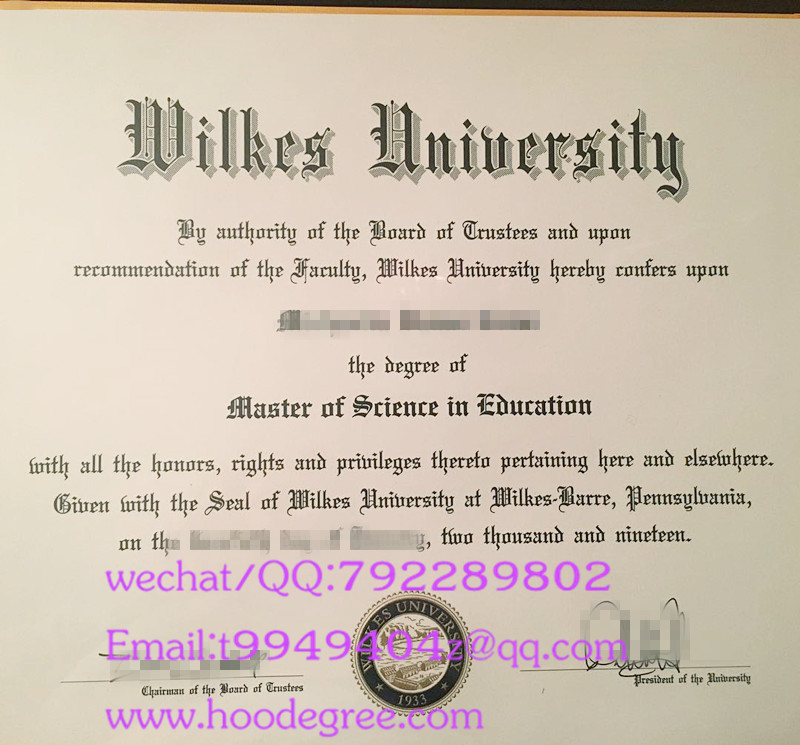 Wilkes University
By authority of the Board of Trustees and upon
recommendation of the Faculty, Wilkes University hereby confers upon
the degree of
Master of Science in Education
with all the honors, rights and privileges thereto pertaining here and elsewhere.
Given with the Seal of Wilkes University at Wilkes-Barre, Pennsylvania,
on the , two thousand and nineteen.
wechat/QQ:792289802
WILKES UNIVERSITY
1933
Email:t9949404z@qq.com
Chairman of the Board of Trustees
President of the University
www.hoodegree.com